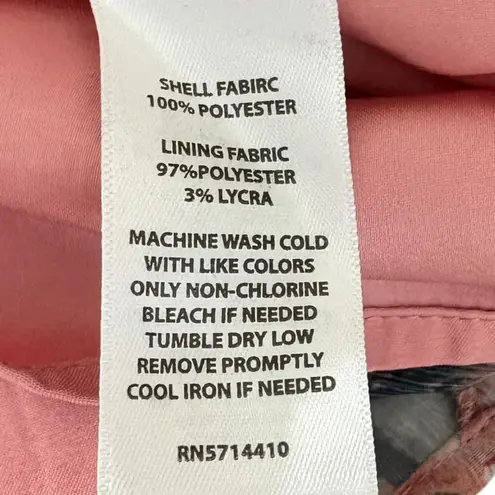 SHELL FABIRC
100% POLYESTER
LINING FABRIC
97%POLYESTER
3% LYCRA
MACHINE WASH COLD
WITH LIKE COLORS
ONLY NON-CHLORINE
BLEACH IF NEEDED
TUMBLE DRY LOW
REMOVE PROMPTLY
COOL IRON IF NEEDED
RN5714410